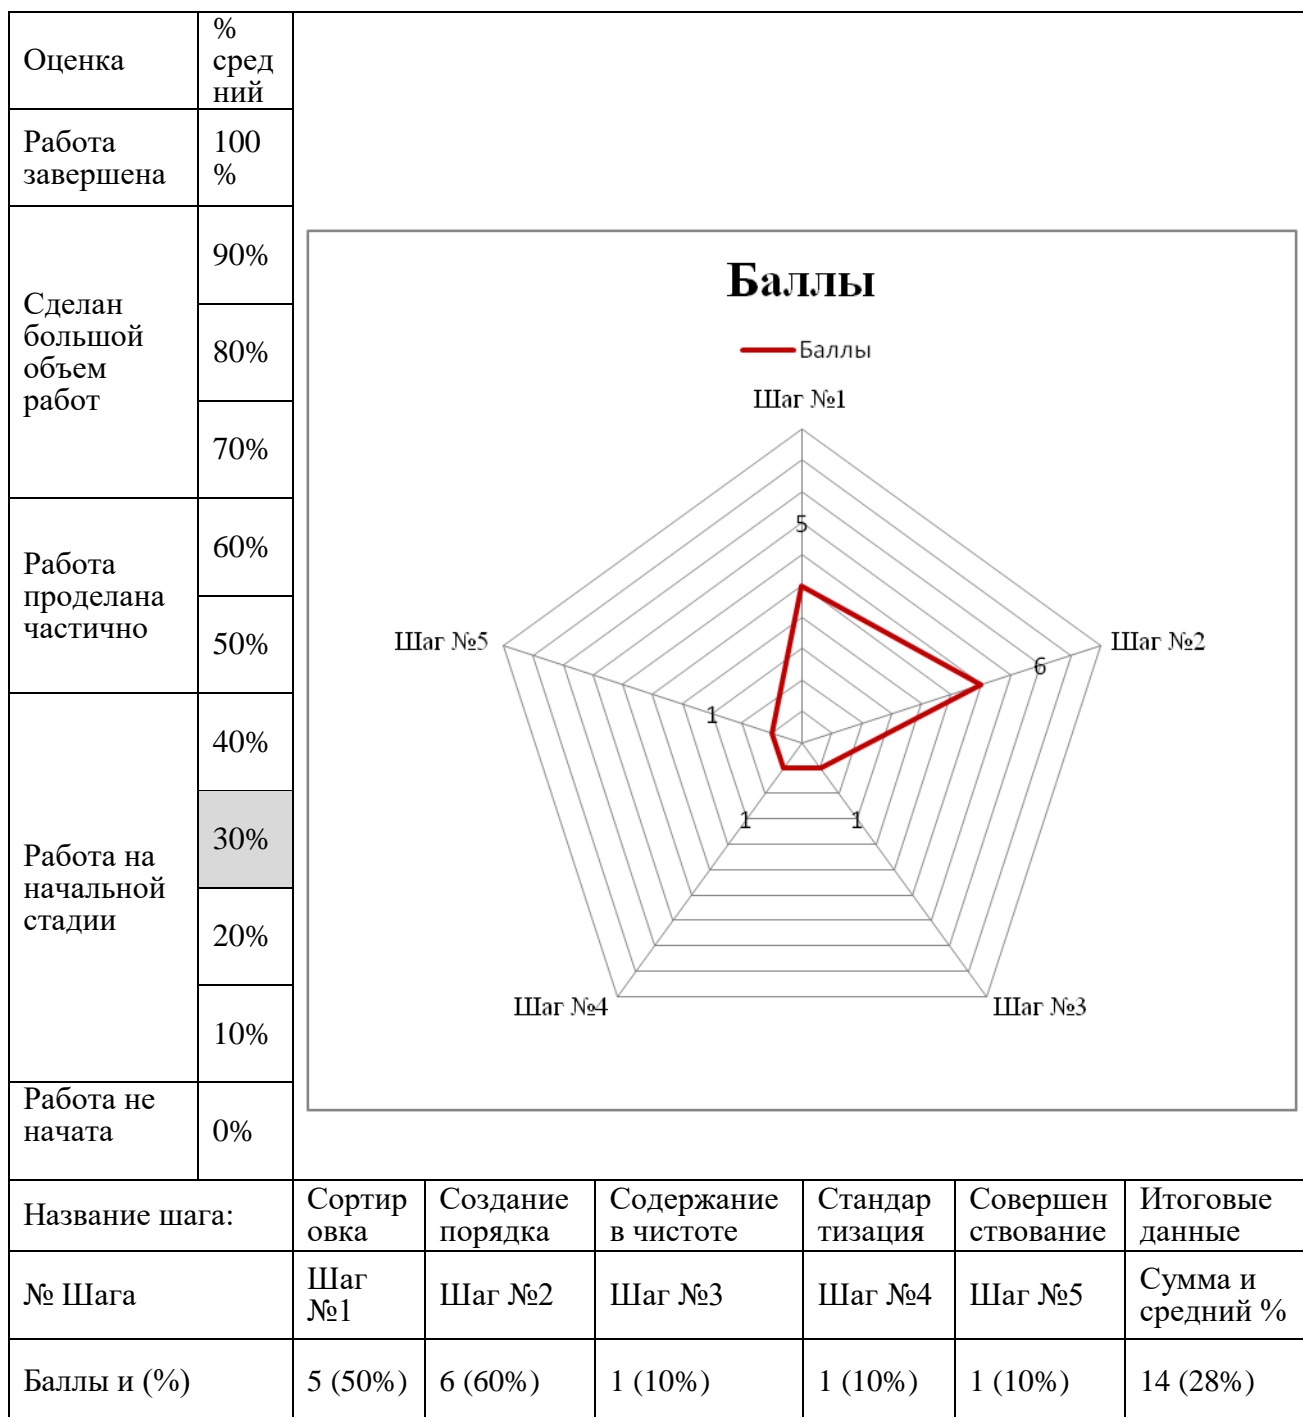 Оценка
%
сред
ний
Работа
завершена
100
%
Сделан
большой
объем
работ
90%
80%
70%
Работа
проделана
частично
60%
50%
Работа на
начальной
стадии
40%
30%
20%
10%
Работа не
начата
0%
Баллы
Баллы
Шаг №1
5
Шаг №5
Шаг №2
6
1
1
1
Шаг №4
Шаг №3
Название шага:
Сортир
овка
Создание
порядка
Содержание
в чистоте
Стандар
тизация
Совершен
ствование
Итоговые
данные
№ Шага
Шаг
№1
Шаг №2
Шаг №3
Шаг №4
Шаг №5
Сумма и
средний %
Баллы и (%)
5 (50%)
6 (60%)
1 (10%)
1 (10%)
1 (10%)
14 (28%)